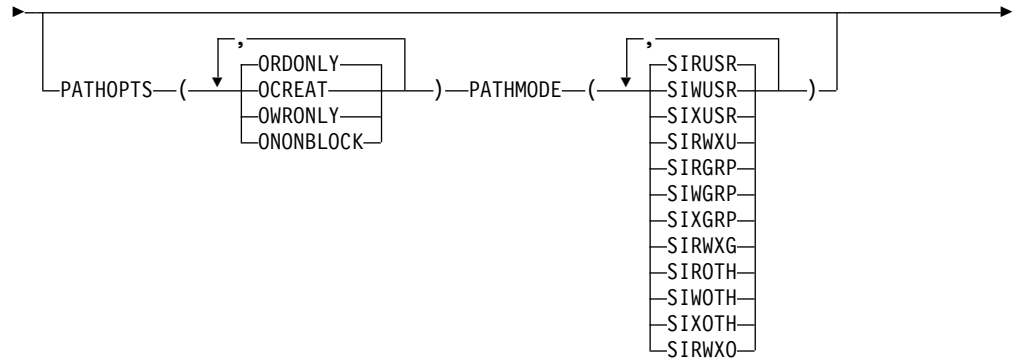 , ,
ORDONLY SIRUSR
PATHOPTS ( OCREAT ) PATHMODE ( SIWUSR )
OWRONLY SIXUSR
ONONBLOCK SIRWXU
SIRGRP
SIWGRP
SIXGRP
SIRWXG
SIROTH
SIWOTH
SIXOTH
SIRWXO